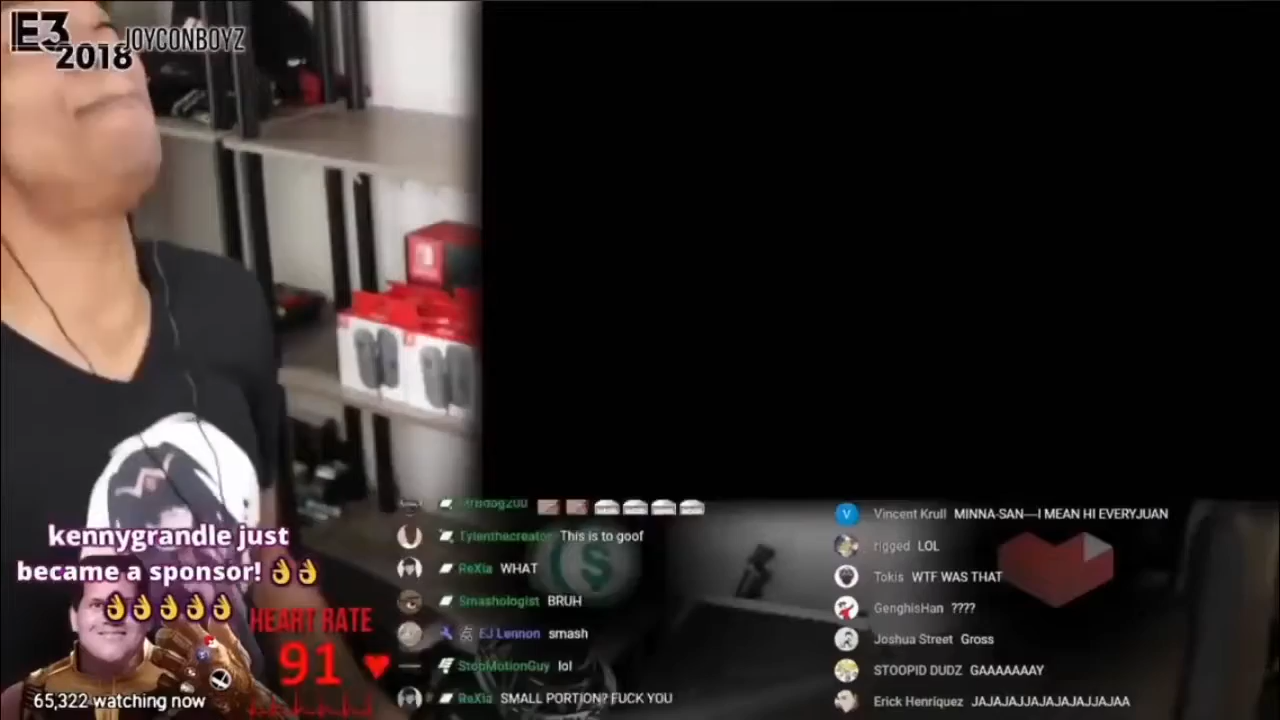 E3
2018
JOYCONBOYZ
kennygrandle just
became a sponsor! 👌👌
👌👌👌👌👌
HEART RATE
91
65,322 watching now
MrBdog200
Tylerthecreator This is to goof
ReXia WHAT
Smashologist BRUH
EJ Lennon smash
StopMotionGuy lol
ReXia SMALL PORTION? FUCK YOU
V Vincent Krull MINNA-SAN—I MEAN HI EVERYJUAN
rigged LOL
Tokis WTF WAS THAT
GenghisHan ????
Joshua Street Gross
STOOPID DUDZ GAAAAAAAY
Erick Henriquez JAJAJAJJAJAJAJAJJAJAA